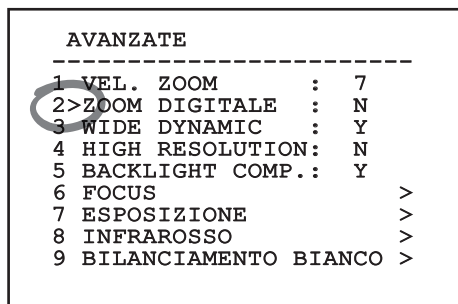 AVANZATE
--------------------------
1 VEL. ZOOM : 7
2>ZOOM DIGITALE : N
3 WIDE DYNAMIC : Y
4 HIGH RESOLUTION: N
5 BACKLIGHT COMP.: Y
6 FOCUS >
7 ESPOSIZIONE >
8 INFRAROSSO >
9 BILANCIAMENTO BIANCO >